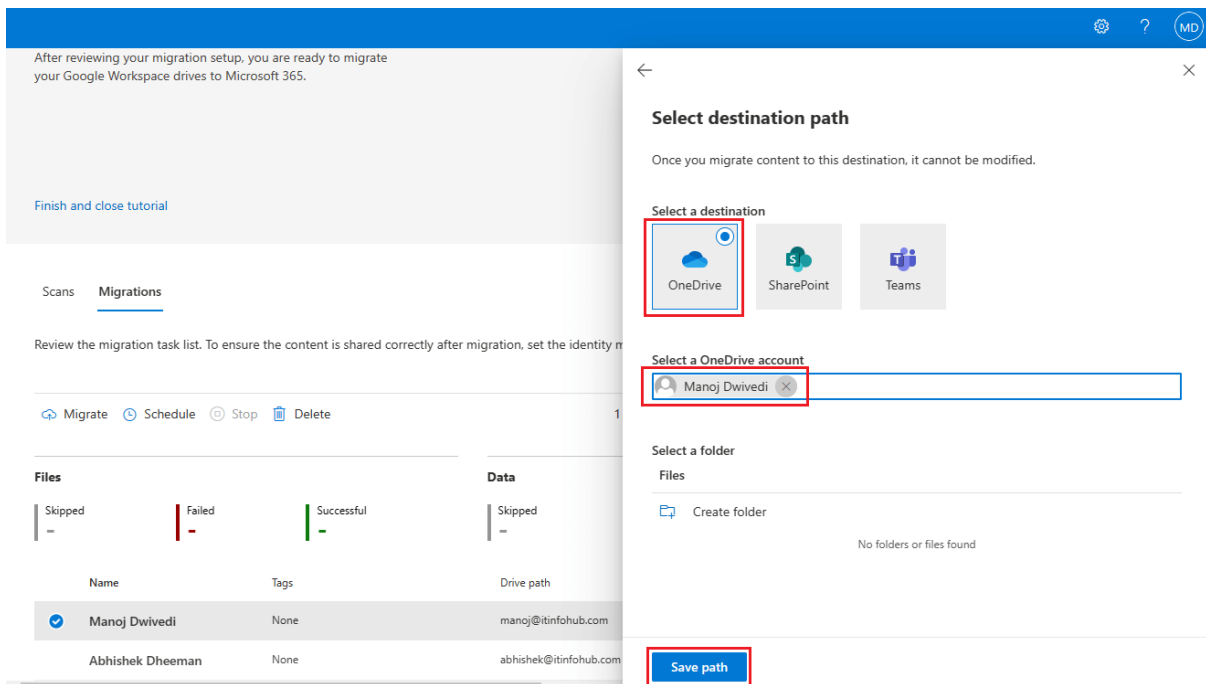 MD
After reviewing your migration setup, you are ready to migrate
your Google Workspace drives to Microsoft 365.
Finish and close tutorial
Scans Migrations
Review the migration task list. To ensure the content is shared correctly after migration, set the identity m
Migrate Schedule Stop Delete 1
Files Data
Skipped Failed Successful Skipped
- - - -
Name Tags Drive path
Manoj Dwivedi None manoj@itinfohub.com
Abhishek Dheeman None abhishek@itinfohub.com
Select destination path
Once you migrate content to this destination, it cannot be modified.
Select a destination
OneDrive SharePoint Teams
Select a OneDrive account
Manoj Dwivedi
Select a folder
Files
Create folder
No folders or files found
Save path